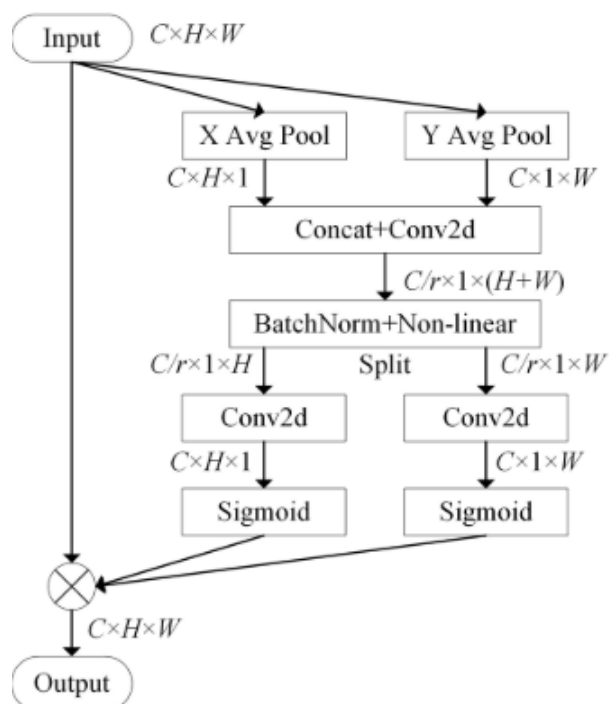 Input C×H×W
X Avg Pool Y Avg Pool
C×H×1 C×1×W
Concat+Conv2d
C/r×1×(H+W)
BatchNorm+Non-linear
C/r×1×H Split C/r×1×W
Conv2d Conv2d
C×H×1 C×1×W
Sigmoid Sigmoid
C×H×W
Output